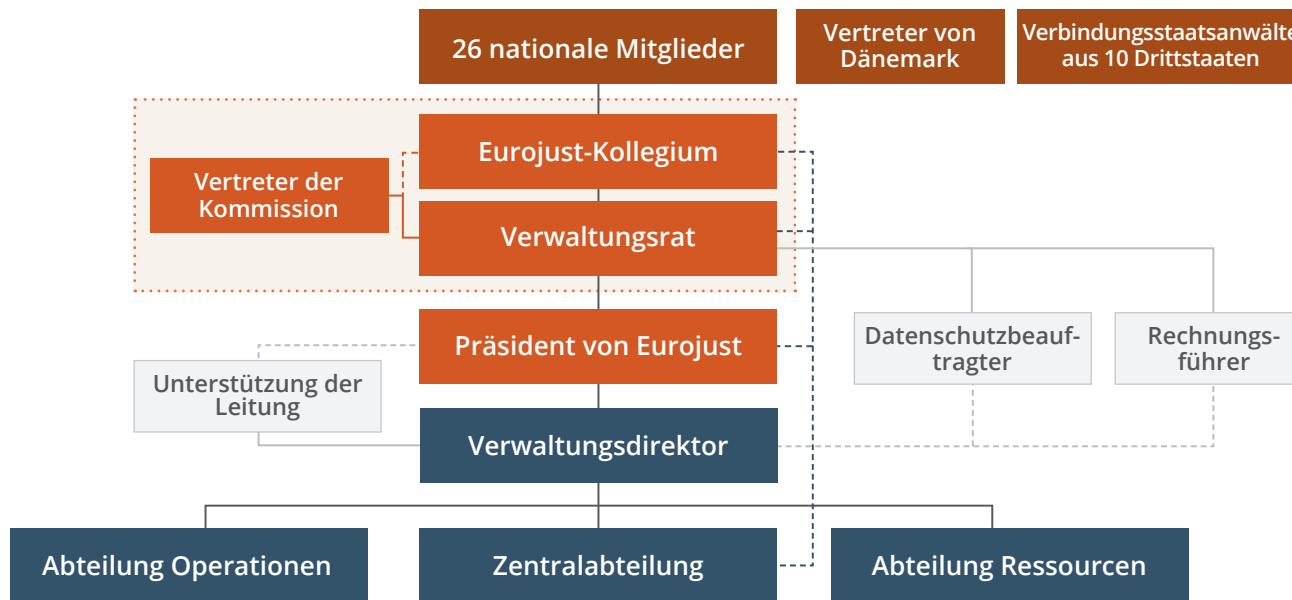 26 nationale Mitglieder
Vertreter von
Dänemark
Verbindungsstaatsanwälte
aus 10 Drittstaaten
Eurojust-Kollegium
Vertreter der
Kommission
Verwaltungsrat
Präsident von Eurojust
Datenschutzbeauf-
tragter
Rechnungs-
führer
Unterstützung der
Leitung
Verwaltungsdirektor
Abteilung Operationen
Zentralabteilung
Abteilung Ressourcen